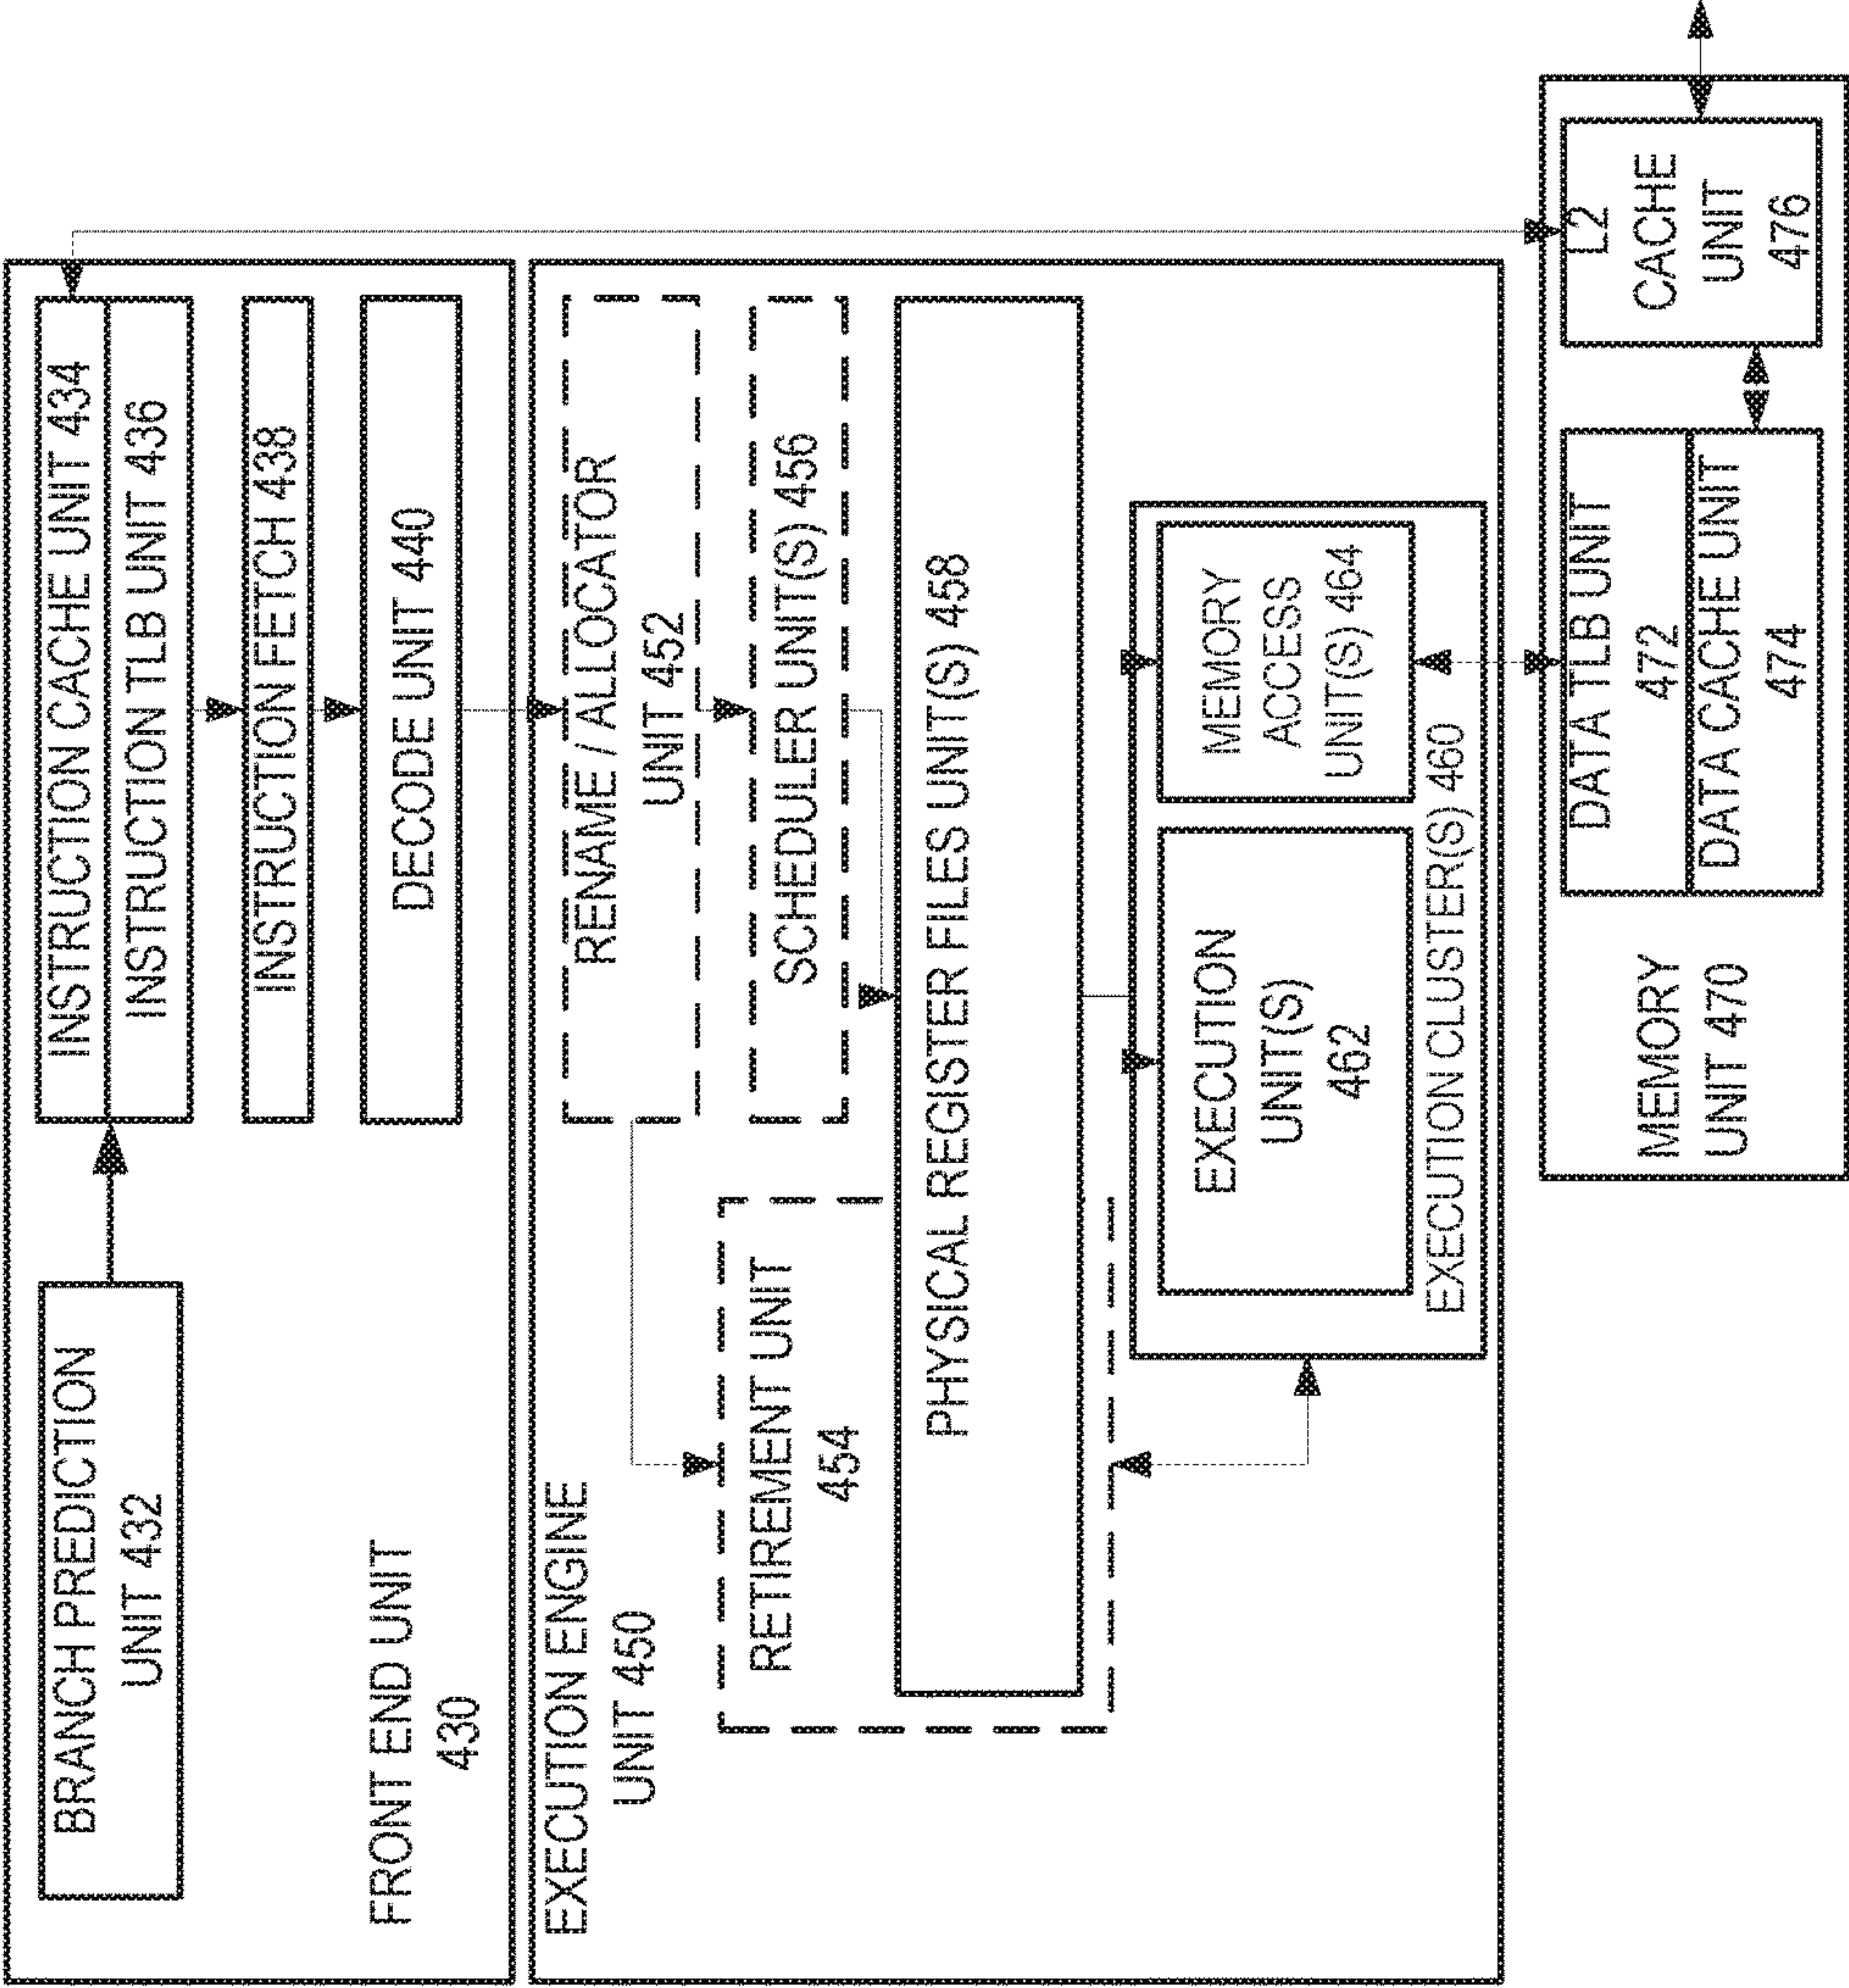 BRANCH PREDICTION
UNIT 432
INSTRUCTION CACHE UNIT 434
INSTRUCTION TLB UNIT 436
INSTRUCTION FETCH 438
DECODE UNIT 440
FRONT END UNIT
430
EXECUTION ENGINE
UNIT 450
RENAME / ALLOCATOR
UNIT 452
RETIREMENT UNIT
454
SCHEDULER UNIT(S) 456
PHYSICAL REGISTER FILES UNIT(S) 458
EXECUTION
UNIT(S)
462
MEMORY
ACCESS
UNIT(S) 464
EXECUTION CLUSTER(S) 460
MEMORY
UNIT 470
DATA TLB UNIT
472
DATA CACHE UNIT
474
L2
CACHE
UNIT
476